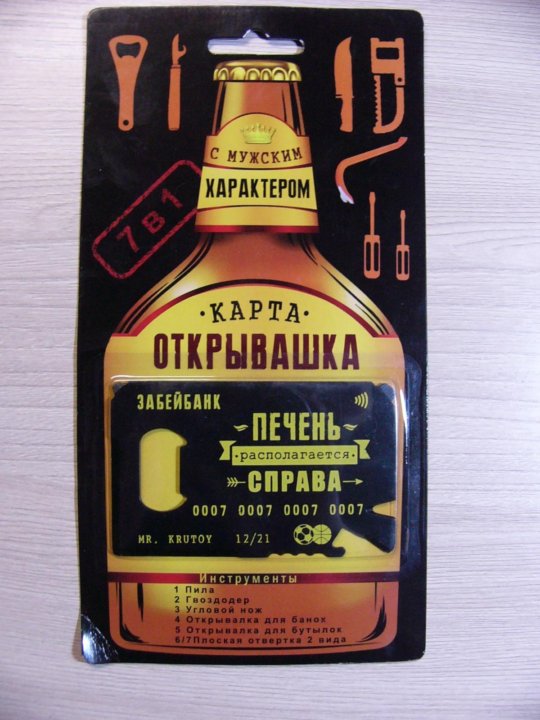 С МУЖСКИМ
ХАРАКТЕРОМ
7 В 1
·КАРТА·
ОТКРЫВАШКА
ЗАБЕЙБАНК
ПЕЧЕНЬ
·располагается·
СПРАВА
0007 0007 0007 0007
MR. KRUTOY 12/21
Инструменты
1 Пила
2 Гвоздодер
3 Угловой нож
4 Открывалка для банок
5 Открывалка для бутылок
6/7Плоская отвертка 2 вида